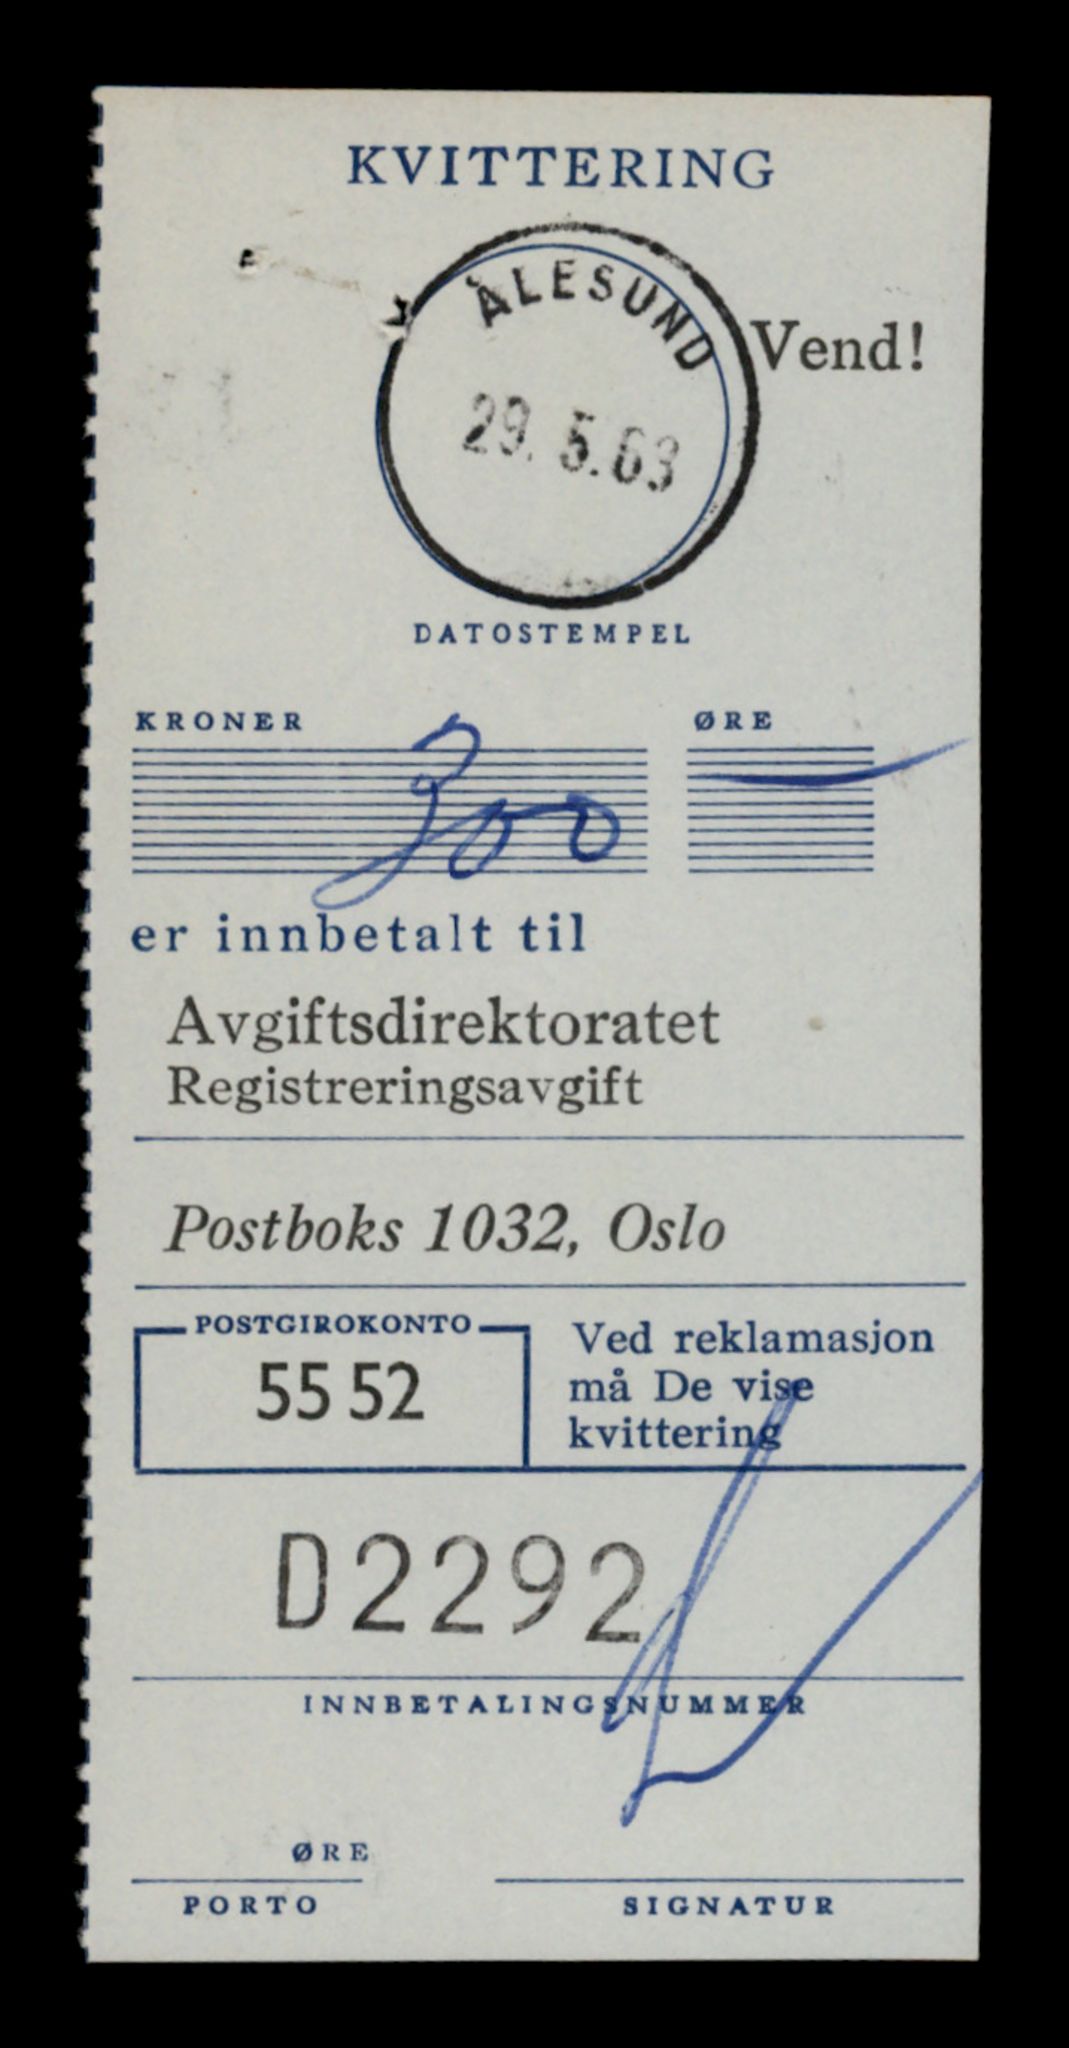 KVITTERING
ÅLESUND
Vend!
29. 5. 63
DATOSTEMPEL
KRONER ØRE
300 —
er innbetalt til
Avgiftsdirektoratet
Registreringsavgift
Postboks 1032, Oslo
POSTGIROKONTO
55 52
Ved reklamasjon
må De vise
kvittering
D2292
INNBETALINGSNUMMER
ØRE
PORTO SIGNATUR